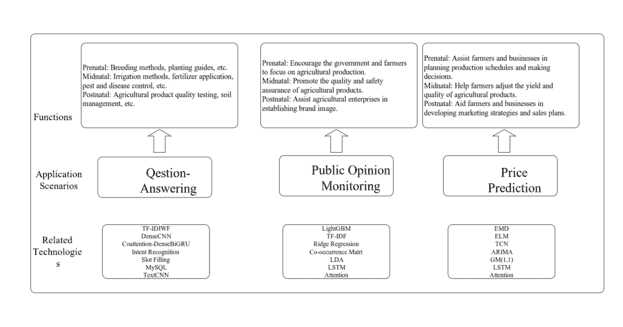 Functions
Prenatal: Breeding methods, planting guides, etc.
Midnatal: Irrigation methods, fertilizer application,
pest and disease control, etc.
Postnatal: Agricultural product quality testing, soil
management, etc.
Prenatal: Encourage the government and farmers
to focus on agricultural production.
Midnatal: Promote the quality and safety
assurance of agricultural products.
Postnatal: Assist agricultural enterprises in
establishing brand image.
Prenatal: Assist farmers and businesses in
planning production schedules and making
decisions.
Midnatal: Help farmers adjust the yield and
quality of agricultural products.
Postnatal: Aid farmers and businesses in
developing marketing strategies and sales plans.
Application
Scenarios
Qestion-
Answering
Public Opinion
Monitoring
Price
Prediction
Related
Technologie
s
TF-IDIWF
DenseCNN
Coattention-DenseBiGRU
Intent Recognition
Slot Filling
MySQL
TextCNN
LightGBM
TF-IDF
Ridge Regression
Co-occurrence Matri
LDA
LSTM
Attention
EMD
ELM
TCN
ARIMA
GM(1,1)
LSTM
Attention